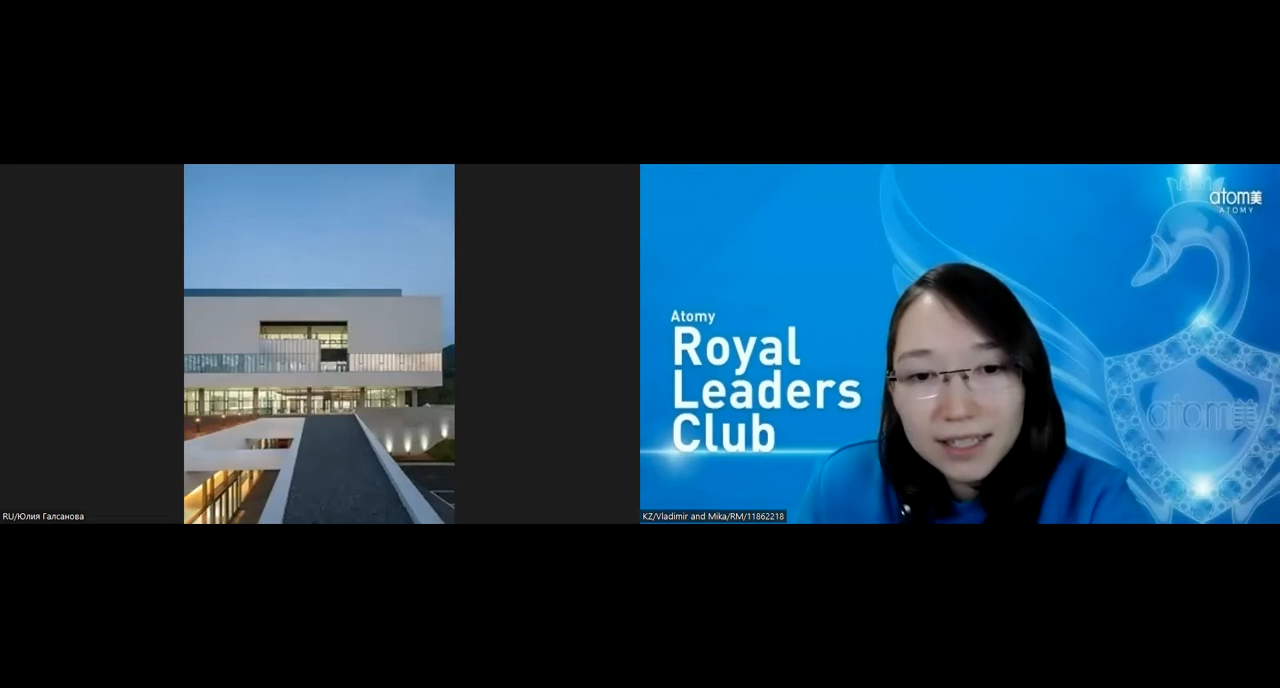 RU/Юлия Галсанова
atom美
ATOMY
Atomy
Royal
Leaders
Club
atom美
KZ/Vladimir and Mika/RM/11862218